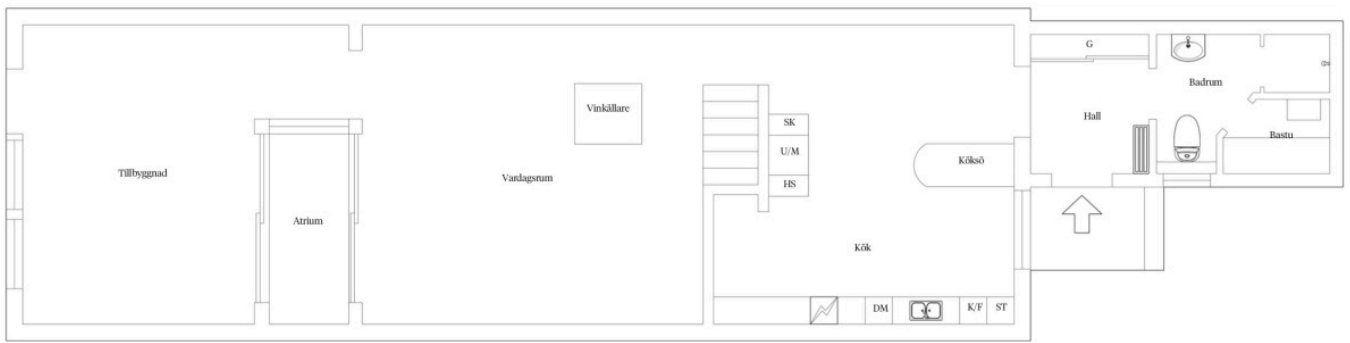 G
Badrum
Vinkällare
Hall
SK
Bastu
U/M
Köksö
Tillbyggnad
Vardagsrum
HS
Atrium
Kök
DM
K/F
ST